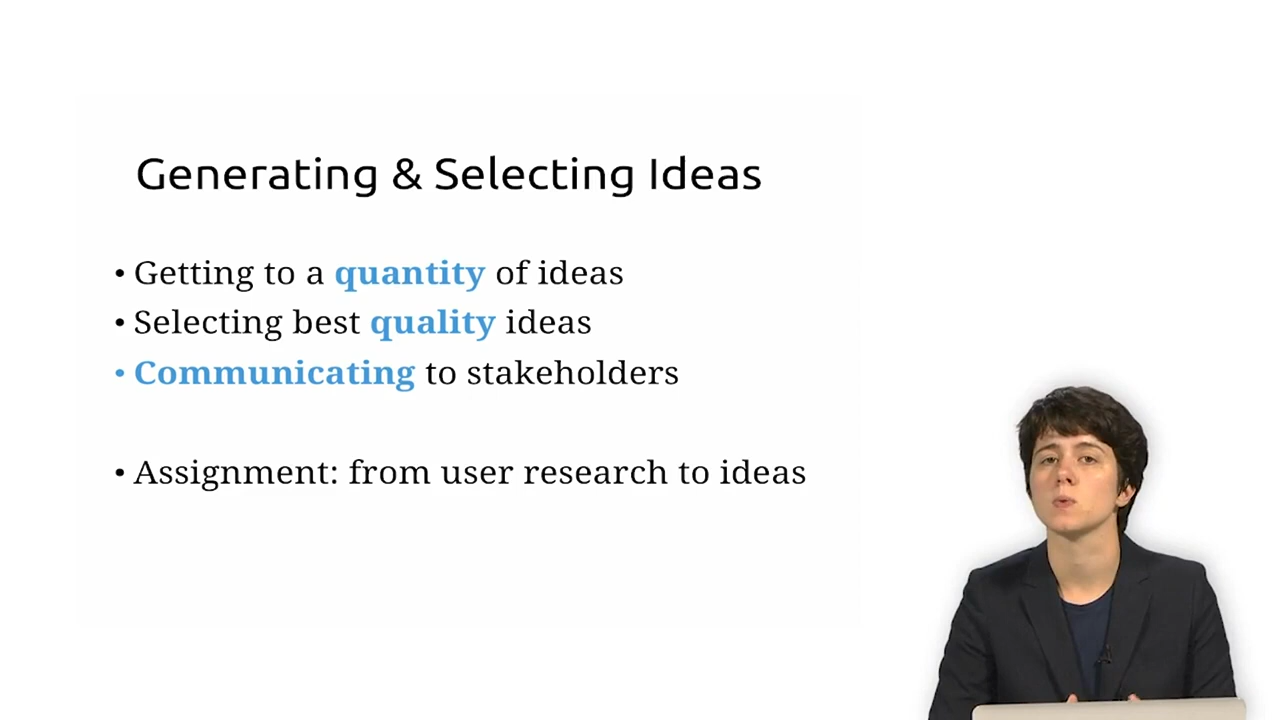 Generating & Selecting Ideas
• Getting to a quantity of ideas
• Selecting best quality ideas
• Communicating to stakeholders
• Assignment: from user research to ideas